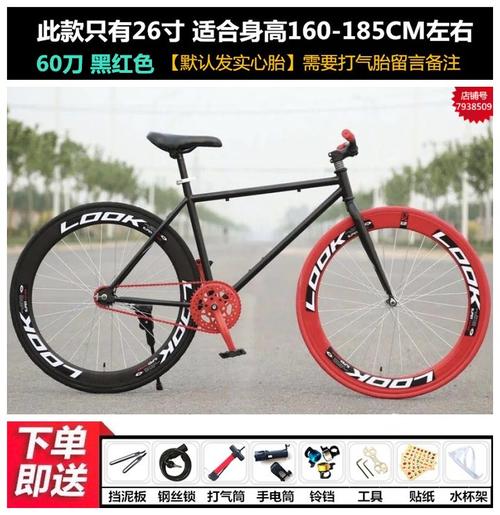 此款只有26寸 适合身高160-185CM左右
60刀 黑红色 【默认发实心胎】需要打气胎留言备注
店铺号
7938509
LOOK
LOOK
LOOK
LOOK
LOOK
LOOK
下单
即送
挡泥板 钢丝锁 打气筒 手电筒 铃铛 工具 贴纸 水杯架